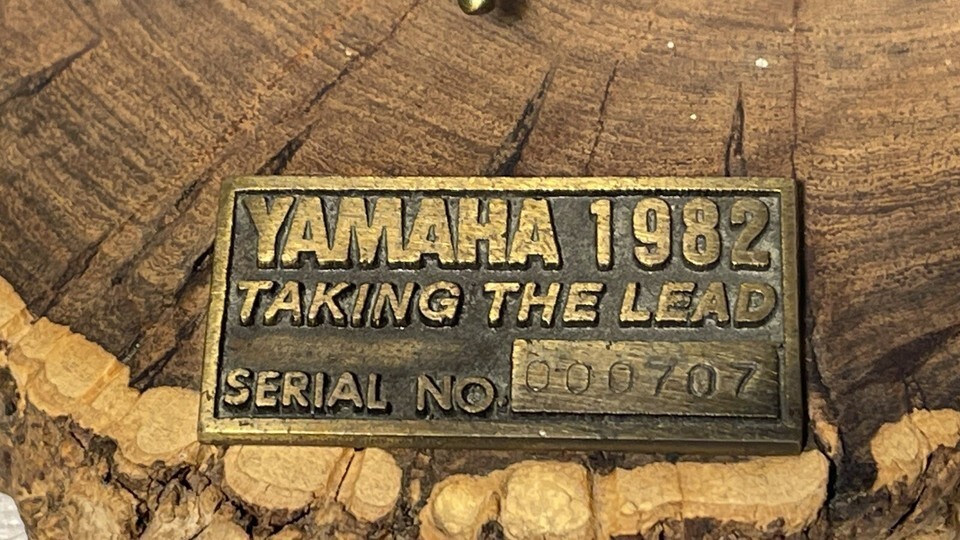 YAMAHA 1982
TAKING THE LEAD
SERIAL NO. 000707